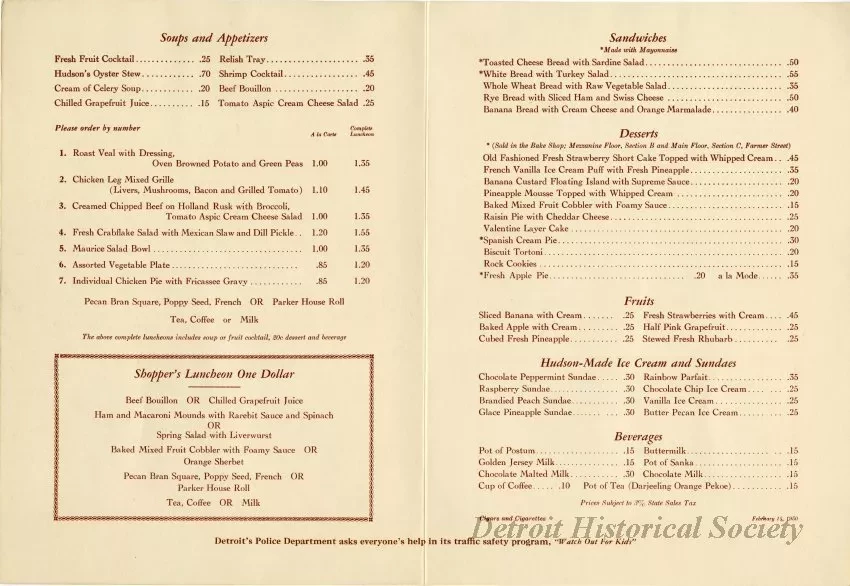 Soups and Appetizers
Fresh Fruit Cocktail .25 Relish Tray .35
Hudson's Oyster Stew .70 Shrimp Cocktail .45
Cream of Celery Soup .20 Beef Bouillon .20
Chilled Grapefruit Juice .15 Tomato Aspic Cream Cheese Salad .25
Please order by number A la Carte Complete Luncheon
1. Roast Veal with Dressing,
Oven Browned Potato and Green Peas 1.00 1.35
2. Chicken Leg Mixed Grille
(Livers, Mushrooms, Bacon and Grilled Tomato) 1.10 1.45
3. Creamed Chipped Beef on Holland Rusk with Broccoli,
Tomato Aspic Cream Cheese Salad 1.00 1.35
4. Fresh Crabflake Salad with Mexican Slaw and Dill Pickle 1.20 1.55
5. Maurice Salad Bowl 1.00 1.35
6. Assorted Vegetable Plate .85 1.20
7. Individual Chicken Pie with Fricassee Gravy .85 1.20
Pecan Bran Square, Poppy Seed, French OR Parker House Roll
Tea, Coffee or Milk
The above complete luncheons includes soup or fruit cocktail, 20c dessert and beverage
Shopper's Luncheon One Dollar
Beef Bouillon OR Chilled Grapefruit Juice
Ham and Macaroni Mounds with Rarebit Sauce and Spinach
OR
Spring Salad with Liverwurst
Baked Mixed Fruit Cobbler with Foamy Sauce OR
Orange Sherbet
Pecan Bran Square, Poppy Seed, French OR
Parker House Roll
Tea, Coffee OR Milk
Sandwiches
*Made with Mayonnaise
*Toasted Cheese Bread with Sardine Salad .50
*White Bread with Turkey Salad .55
Whole Wheat Bread with Raw Vegetable Salad .35
Rye Bread with Sliced Ham and Swiss Cheese .50
Banana Bread with Cream Cheese and Orange Marmalade .40
Desserts
* (Sold in the Bake Shop; Mezzanine Floor, Section B and Main Floor, Section C, Farmer Street)
Old Fashioned Fresh Strawberry Short Cake Topped with Whipped Cream .45
French Vanilla Ice Cream Puff with Fresh Pineapple .35
Banana Custard Floating Island with Supreme Sauce .20
Pineapple Mousse Topped with Whipped Cream .20
Baked Mixed Fruit Cobbler with Foamy Sauce .15
Raisin Pie with Cheddar Cheese .25
Valentine Layer Cake .20
*Spanish Cream Pie .30
Biscuit Tortoni .20
Rock Cookies .15
*Fresh Apple Pie .20 a la Mode .35
Fruits
Sliced Banana with Cream .25 Fresh Strawberries with Cream .45
Baked Apple with Cream .25 Half Pink Grapefruit .25
Cubed Fresh Pineapple .25 Stewed Fresh Rhubarb .25
Hudson-Made Ice Cream and Sundaes
Chocolate Peppermint Sundae .30 Rainbow Parfait .35
Raspberry Sundae .30 Chocolate Chip Ice Cream .25
Brandied Peach Sundae .30 Vanilla Ice Cream .25
Glace Pineapple Sundae .30 Butter Pecan Ice Cream .25
Beverages
Pot of Postum .15 Buttermilk .15
Golden Jersey Milk .15 Pot of Sanka .15
Chocolate Malted Milk .30 Chocolate Milk .15
Cup of Coffee .10 Pot of Tea (Darjeeling Orange Pekoe) .15
Prices Subject to 3% State Sales Tax
Cigars and Cigarettes February 14, 1950
Detroit Historical Society
Detroit's Police Department asks everyone's help in its traffic safety program, "Watch Out For Kids"